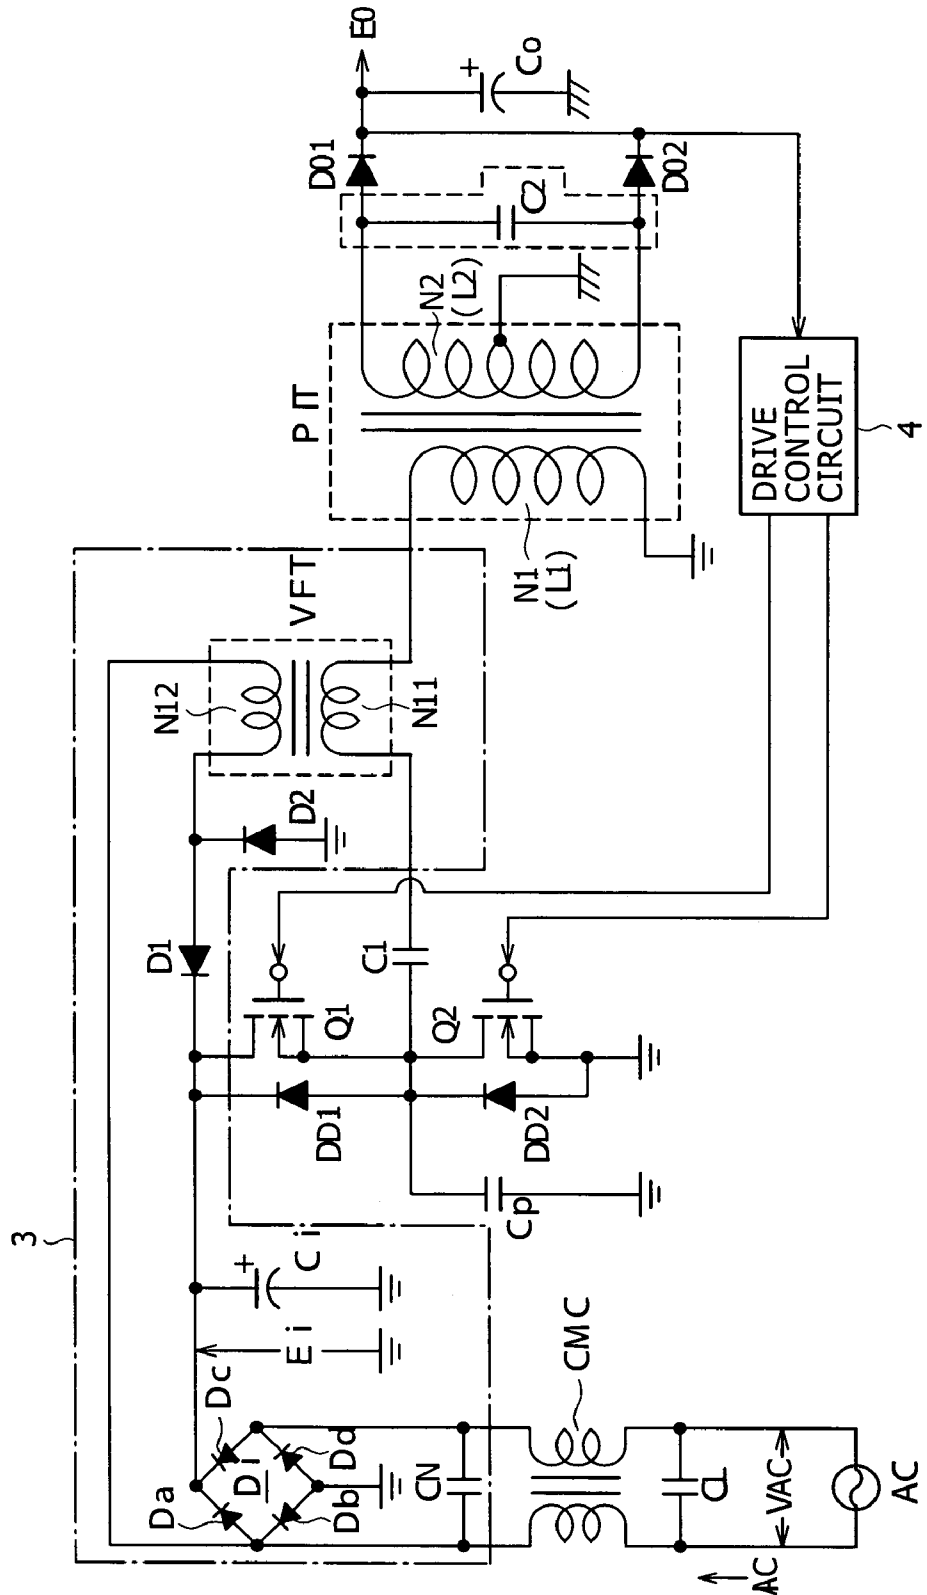 E0
+
Co
D01
D02
C2
N2
(L2)
PIT
N1
(L1)
DRIVE
CONTROL
CIRCUIT
4
VFT
N12
N11
D2
D1
C1
Q1
Q2
DD1
DD2
Cp
3
+
Ci
Ei
Dc
Da
Di
Dd
Db
CN
CMC
CL
VAC
AC
AC